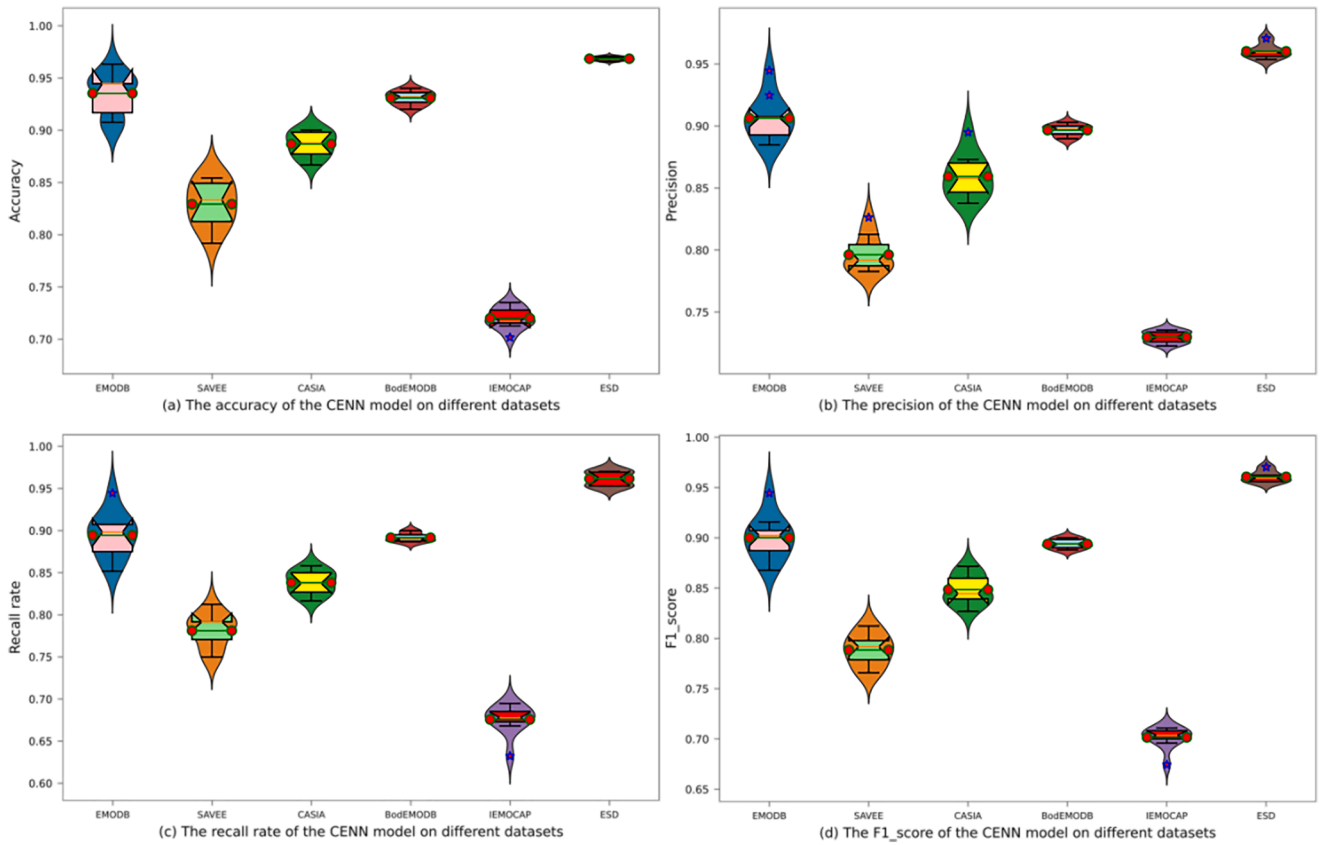 1.00
0.95
0.90
0.85
0.80
0.75
0.70
Accuracy
EMODB SAVEE CASIA BodEMODB IEMOCAP ESD
(a) The accuracy of the CENN model on different datasets
0.95
0.90
0.85
0.80
0.75
Precision
EMODB SAVEE CASIA BodEMODB IEMOCAP ESD
(b) The precision of the CENN model on different datasets
1.00
0.95
0.90
0.85
0.80
0.75
0.70
0.65
0.60
Recall rate
EMODB SAVEE CASIA BodEMODB IEMOCAP ESD
(c) The recall rate of the CENN model on different datasets
1.00
0.95
0.90
0.85
0.80
0.75
0.70
0.65
F1_score
EMODB SAVEE CASIA BodEMODB IEMOCAP ESD
(d) The F1_score of the CENN model on different datasets